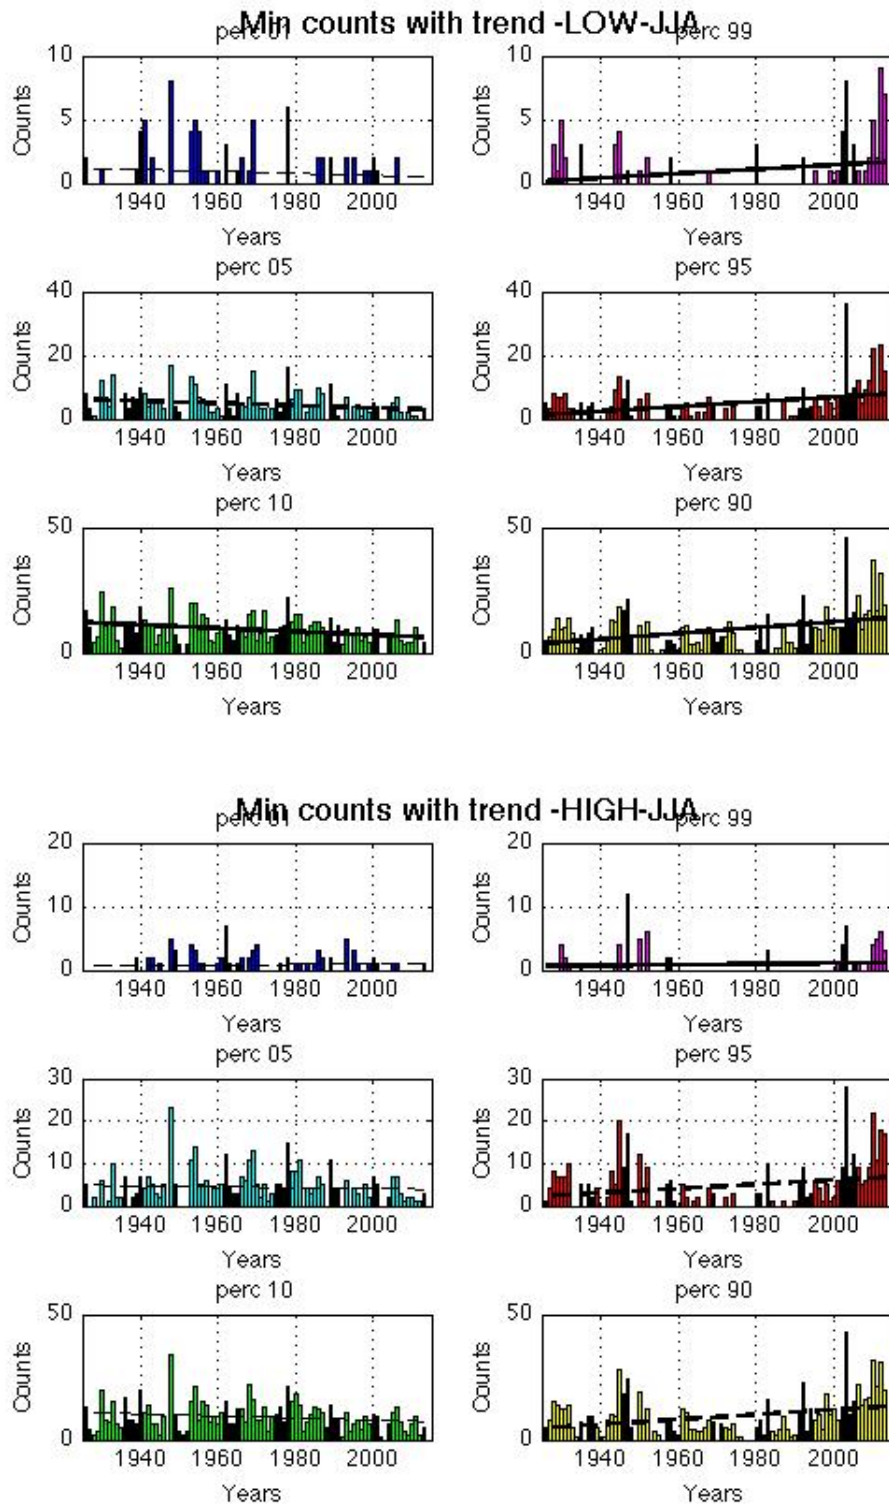 Min counts with trend -LOW-JJA
perc 01 perc 99
10 10
Counts 5 Counts 5
0 0
1940 1960 1980 2000 1940 1960 1980 2000
Years Years
perc 05 perc 95
40 40
Counts 20 Counts 20
0 0
1940 1960 1980 2000 1940 1960 1980 2000
Years Years
perc 10 perc 90
50 50
Counts Counts
0 0
1940 1960 1980 2000 1940 1960 1980 2000
Years Years
Min counts with trend -HIGH-JJA
perc 01 perc 99
20 20
Counts 10 Counts 10
0 0
1940 1960 1980 2000 1940 1960 1980 2000
Years Years
perc 05 perc 95
30 30
20 20
Counts 10 Counts 10
0 0
1940 1960 1980 2000 1940 1960 1980 2000
Years Years
perc 10 perc 90
50 50
Counts Counts
0 0
1940 1960 1980 2000 1940 1960 1980 2000
Years Years